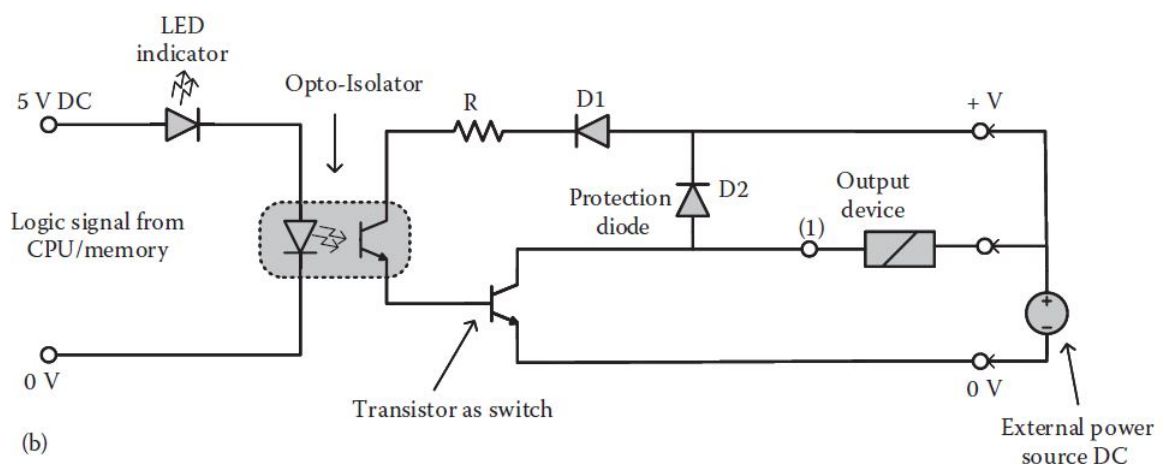 LED
indicator
5 V DC
Opto-Isolator
R
D1
+ V
Protection
diode
D2
Output
device
(1)
Logic signal from
CPU/memory
+
−
0 V
0 V
Transistor as switch
External power
source DC
(b)